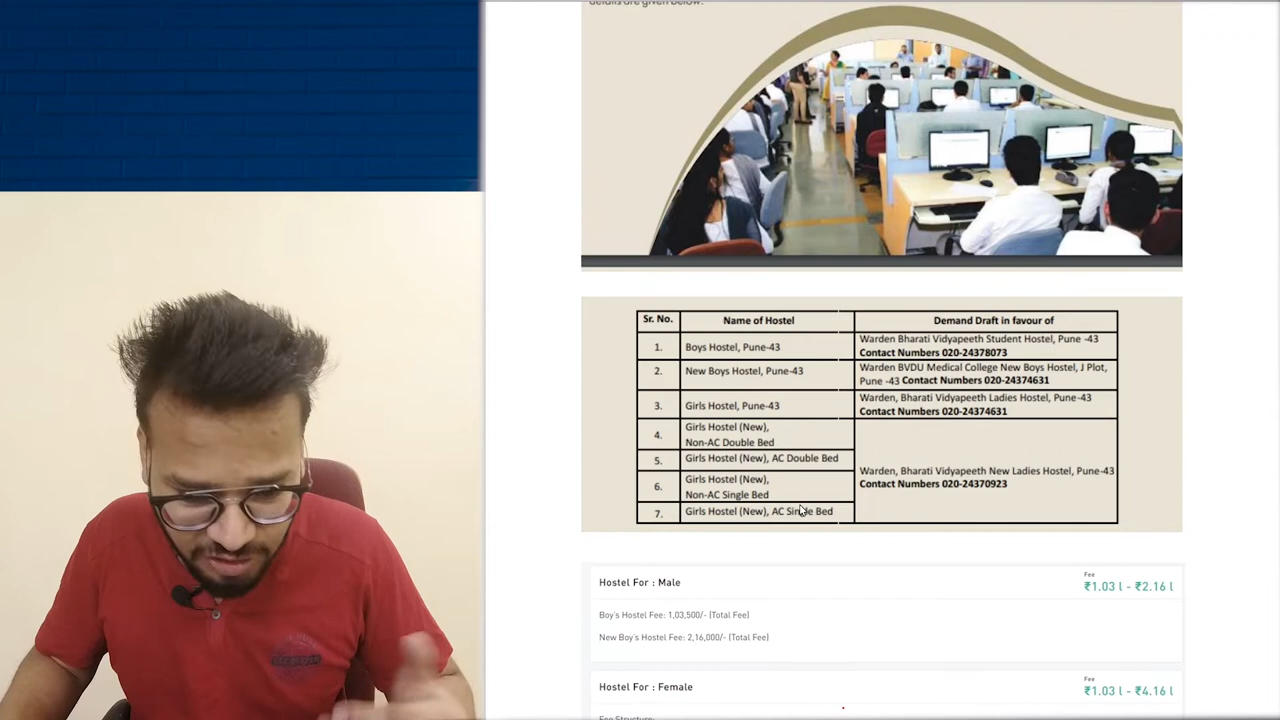 details are given below:
Sr. No. Name of Hostel Demand Draft in favour of
1. Boys Hostel, Pune-43 Warden Bharati Vidyapeeth Student Hostel, Pune -43
Contact Numbers 020-24378073
2. New Boys Hostel, Pune-43 Warden BVDU Medical College New Boys Hostel, J Plot,
Pune -43 Contact Numbers 020-24374631
3. Girls Hostel, Pune-43 Warden, Bharati Vidyapeeth Ladies Hostel, Pune-43
Contact Numbers 020-24374631
4. Girls Hostel (New),
Non-AC Double Bed
5. Girls Hostel (New), AC Double Bed
6. Girls Hostel (New),
Non-AC Single Bed
7. Girls Hostel (New), AC Single Bed
Warden, Bharati Vidyapeeth New Ladies Hostel, Pune-43
Contact Numbers 020-24370923
Hostel For : Male
Fee
₹1.03 l - ₹2.16 l
Boy's Hostel Fee: 1,03,500/- (Total Fee)
New Boy's Hostel Fee: 2,16,000/- (Total Fee)
Hostel For : Female
Fee
₹1.03 l - ₹4.16 l
Fee Structure: